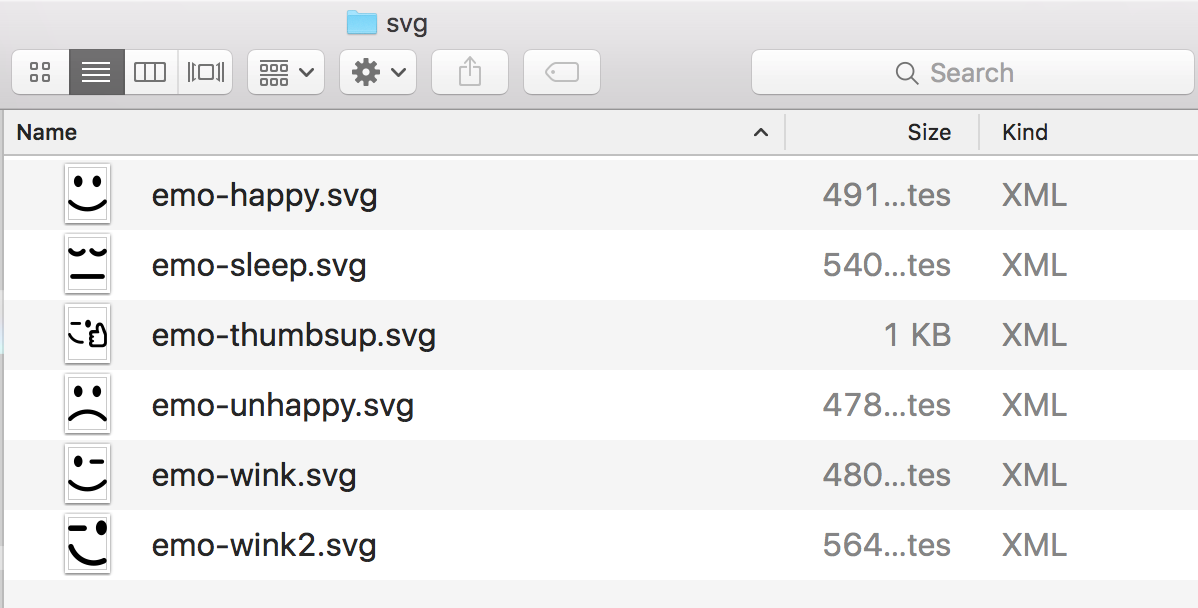 svg
Search
Name Size Kind
emo-happy.svg 491...tes XML
emo-sleep.svg 540...tes XML
emo-thumbsup.svg 1 KB XML
emo-unhappy.svg 478...tes XML
emo-wink.svg 480...tes XML
emo-wink2.svg 564...tes XML